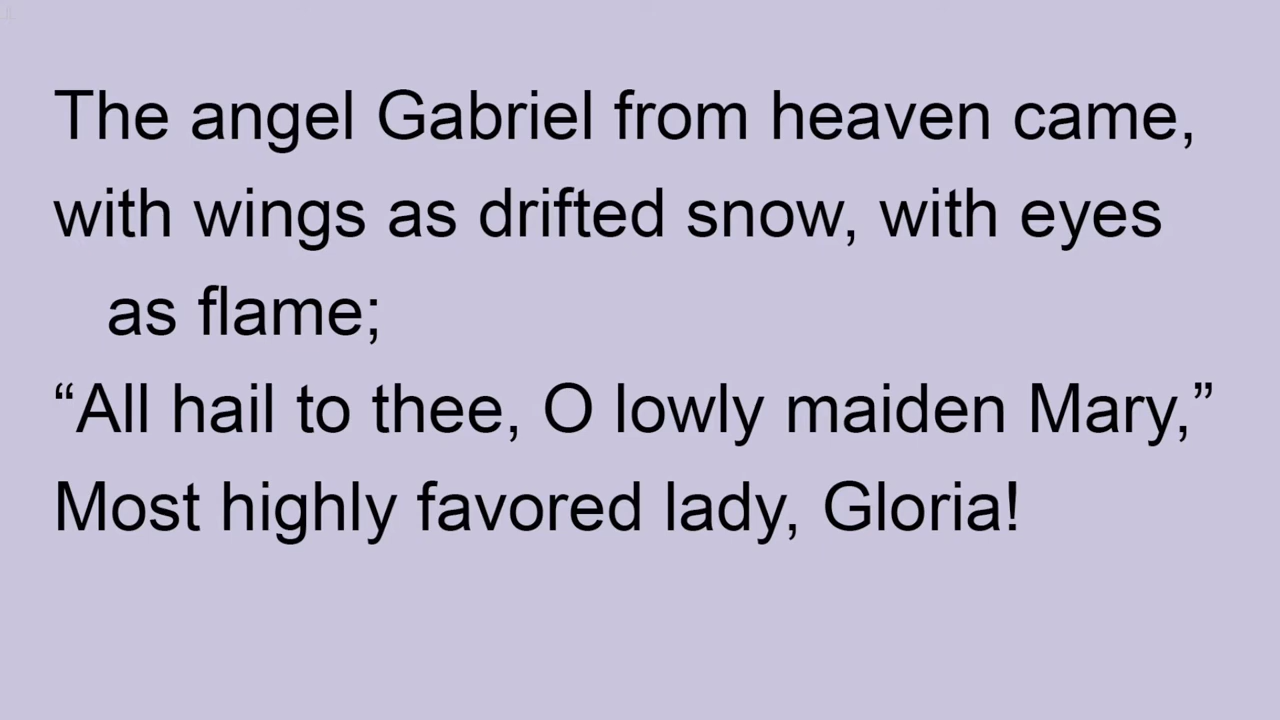 The angel Gabriel from heaven came,
with wings as drifted snow, with eyes
as flame;
“All hail to thee, O lowly maiden Mary,”
Most highly favored lady, Gloria!